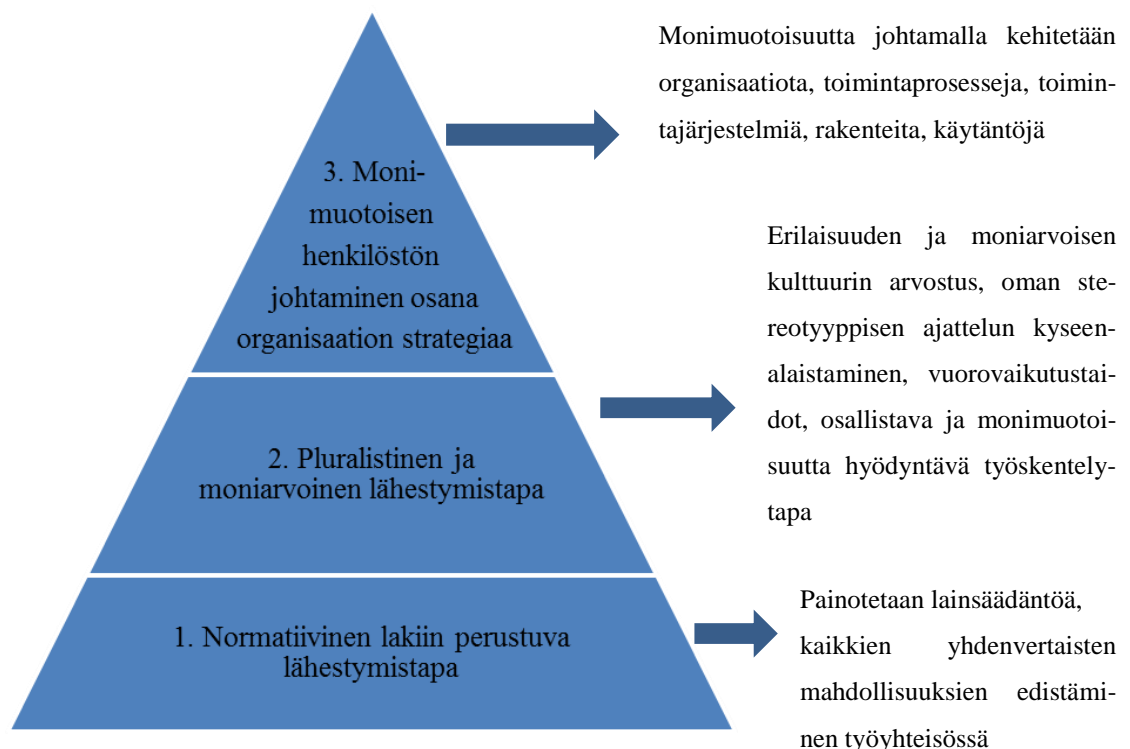 Monimuotoisuutta johtamalla kehitetään
organisaatiota, toimintaprosesseja, toimin-
tajärjestelmiä, rakenteita, käytäntöjä
3. Moni-
muotoisen
henkilöstön
johtaminen osana
organisaation strategiaa
Erilaisuuden ja moniarvoisen
kulttuurin arvostus, oman ste-
reotyyppisen ajattelun kyseen-
alaistaminen, vuorovaikutustai-
dot, osallistava ja monimuotoi-
suutta hyödyntävä työskentely-
tapa
2. Pluralistinen ja
moniarvoinen lähestymistapa
Painotetaan lainsäädäntöä,
kaikkien yhdenvertaisten
mahdollisuuksien edistämi-
nen työyhteisössä
1. Normatiivinen lakiin perustuva
lähestymistapa